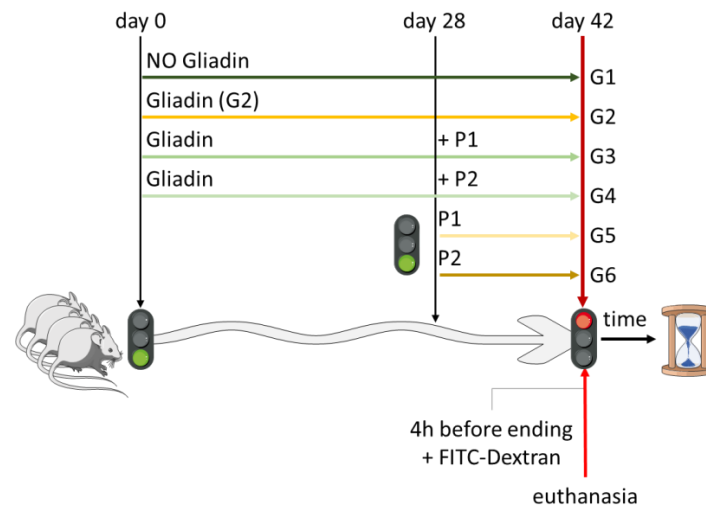 day 0
day 28
day 42
NO Gliadin
G1
Gliadin (G2)
G2
Gliadin
+ P1
G3
Gliadin
+ P2
G4
P1
G5
P2
G6
time
4h before ending
+ FITC-Dextran
euthanasia